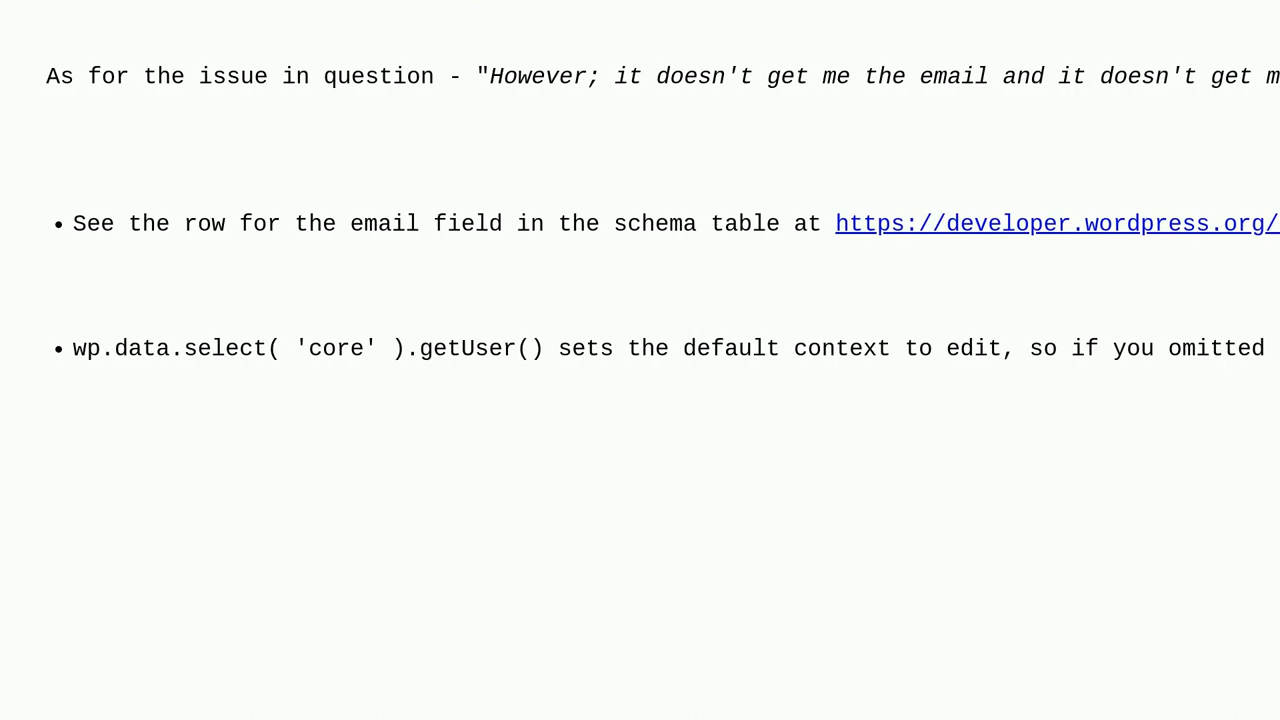 As for the issue in question - "However; it doesn't get me the email and it doesn't get
• See the row for the email field in the schema table at https://developer.wordpress.org/
• wp.data.select( 'core' ).getUser() sets the default context to edit, so if you omitted